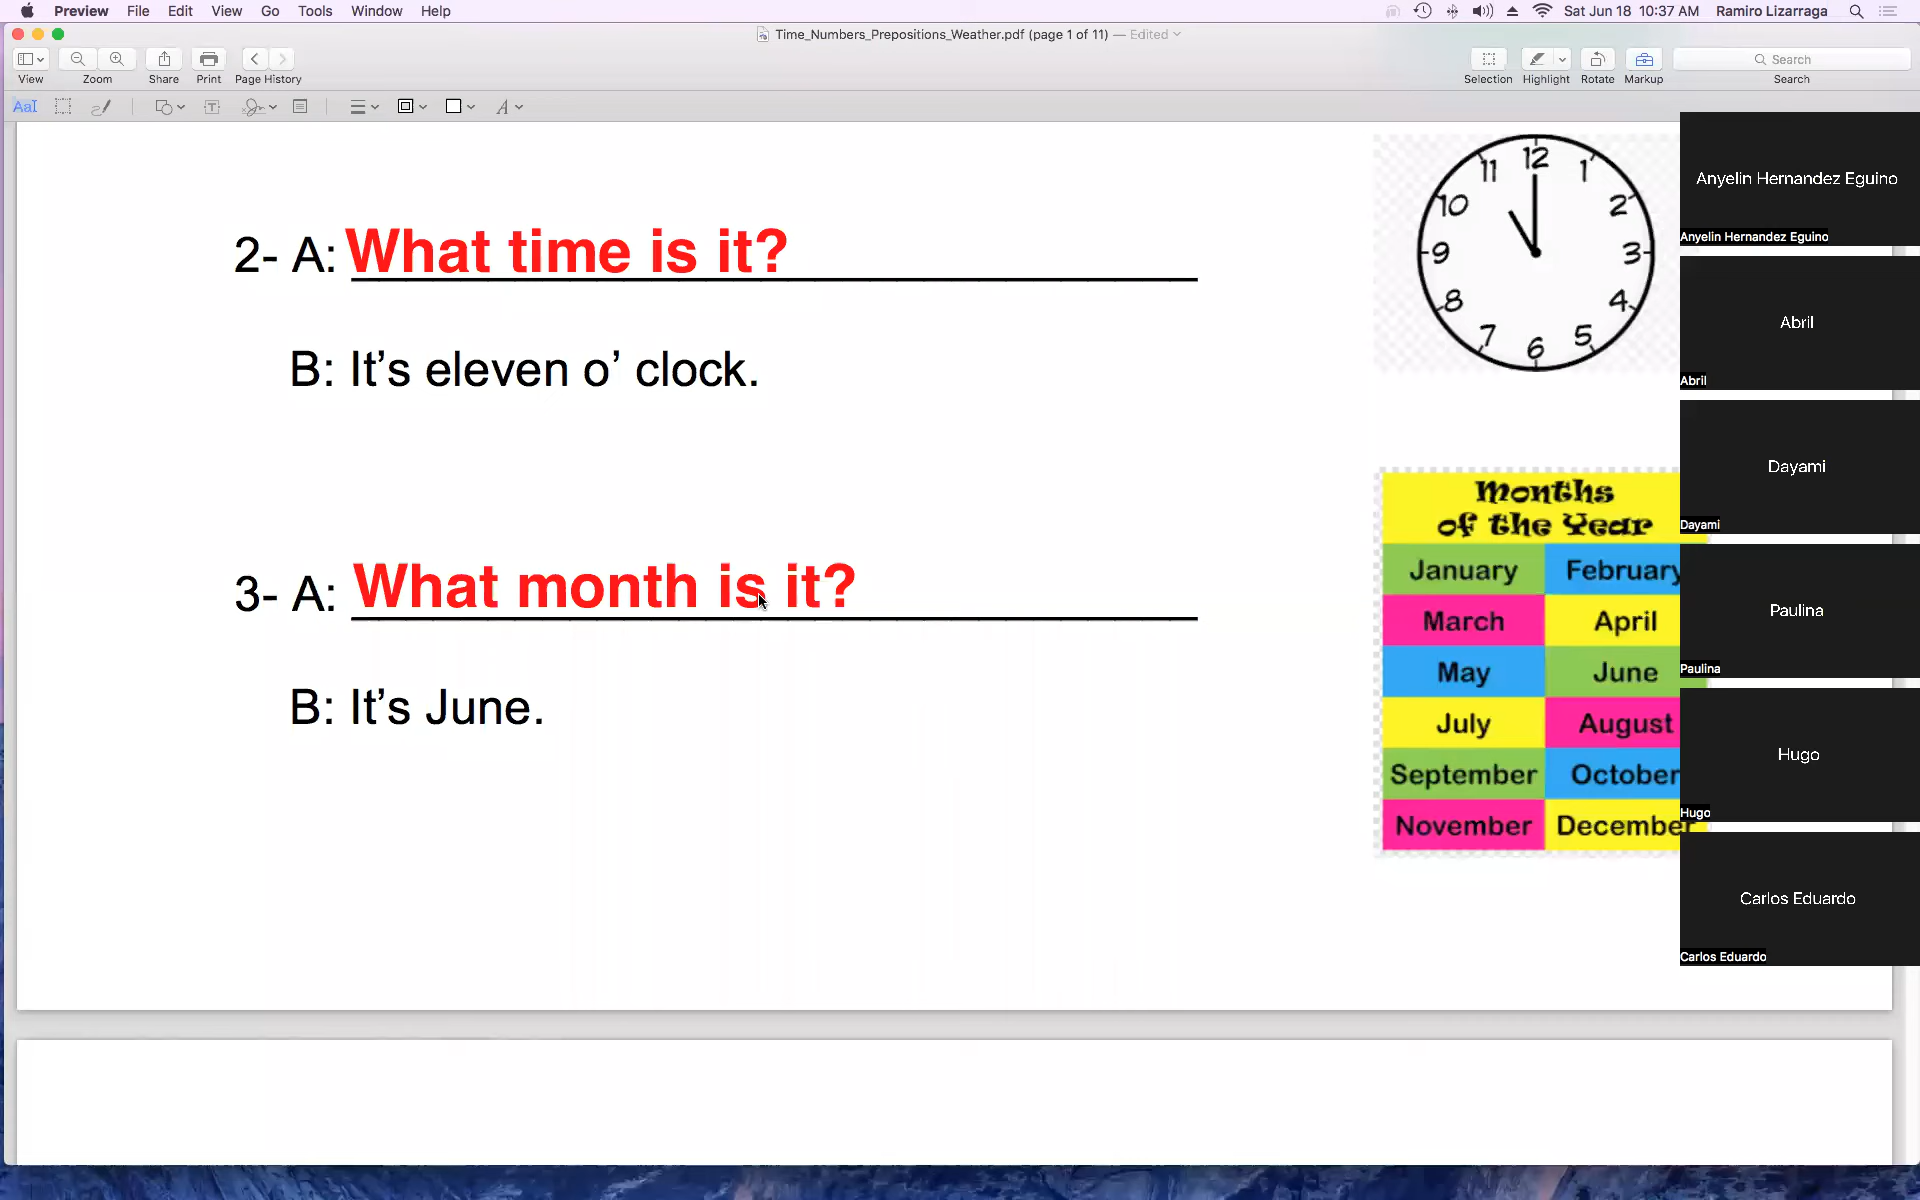 Preview File Edit View Go Tools Window Help Sat Jun 18 10:37 AM Ramiro Lizarraga
Time_Numbers_Prepositions_Weather.pdf (page 1 of 11) — Edited
View Zoom Share Print Page History Selection Highlight Rotate Markup Search
Search
AaI T A
2- A: What time is it?
B: It’s eleven o’ clock.
12
11 1
10 2
9 3
8 4
7 5
6
3- A: What month is it?
B: It’s June.
Months
of the Year
January February
March April
May June
July August
September October
November December
Anyelin Hernandez Eguino
Anyelin Hernandez Eguino
Abril
Abril
Dayami
Dayami
Paulina
Paulina
Hugo
Hugo
Carlos Eduardo
Carlos Eduardo